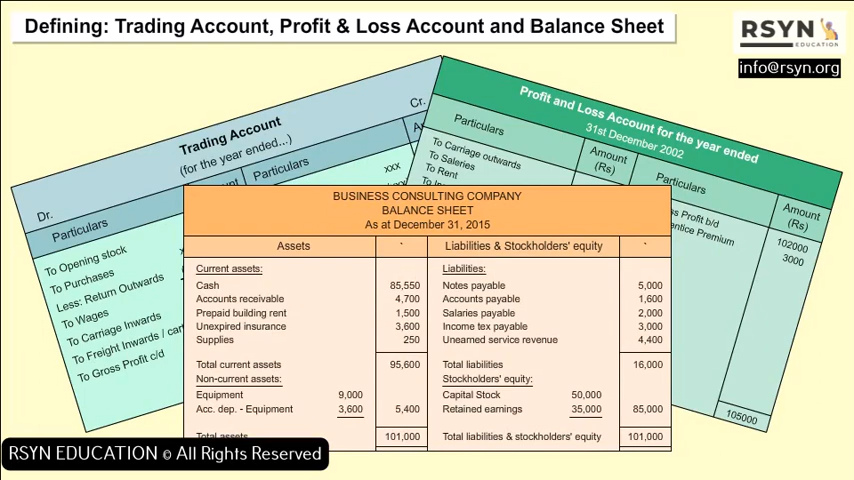 Defining: Trading Account, Profit & Loss Account and Balance Sheet
RSYN
EDUCATION
info@rsyn.org
Trading Account
(for the year ended...)
Dr.
Cr.
Particulars
Particulars
xxx
To Opening stock
To Purchases
Less: Return Outwards
To Wages
To Carriage Inwards
To Freight Inwards /
To Gross Profit c/d
Profit and Loss Account for the year ended
31st December 2002
Particulars
Amount
(Rs)
Particulars
Amount
(Rs)
To Carriage outwards
To Saleries
To Rent
Profit b/d
Premium
102000
3000
105000
BUSINESS CONSULTING COMPANY
BALANCE SHEET
As at December 31, 2015
Assets ` Liabilities & Stockholders' equity `
Current assets: Liabilities:
Cash 85,550 Notes payable 5,000
Accounts receivable 4,700 Accounts payable 1,600
Prepaid building rent 1,500 Salaries payable 2,000
Unexpired insurance 3,600 Income tex payable 3,000
Supplies 250 Unearned service revenue 4,400
Total current assets 95,600 Total liabilities 16,000
Non-current assets: Stockholders' equity:
Equipment 9,000 Capital Stock 50,000
Acc. dep. - Equipment 3,600 5,400 Retained earnings 35,000 85,000
Total assets 101,000 Total liabilities & stockholders' equity 101,000
RSYN EDUCATION © All Rights Reserved